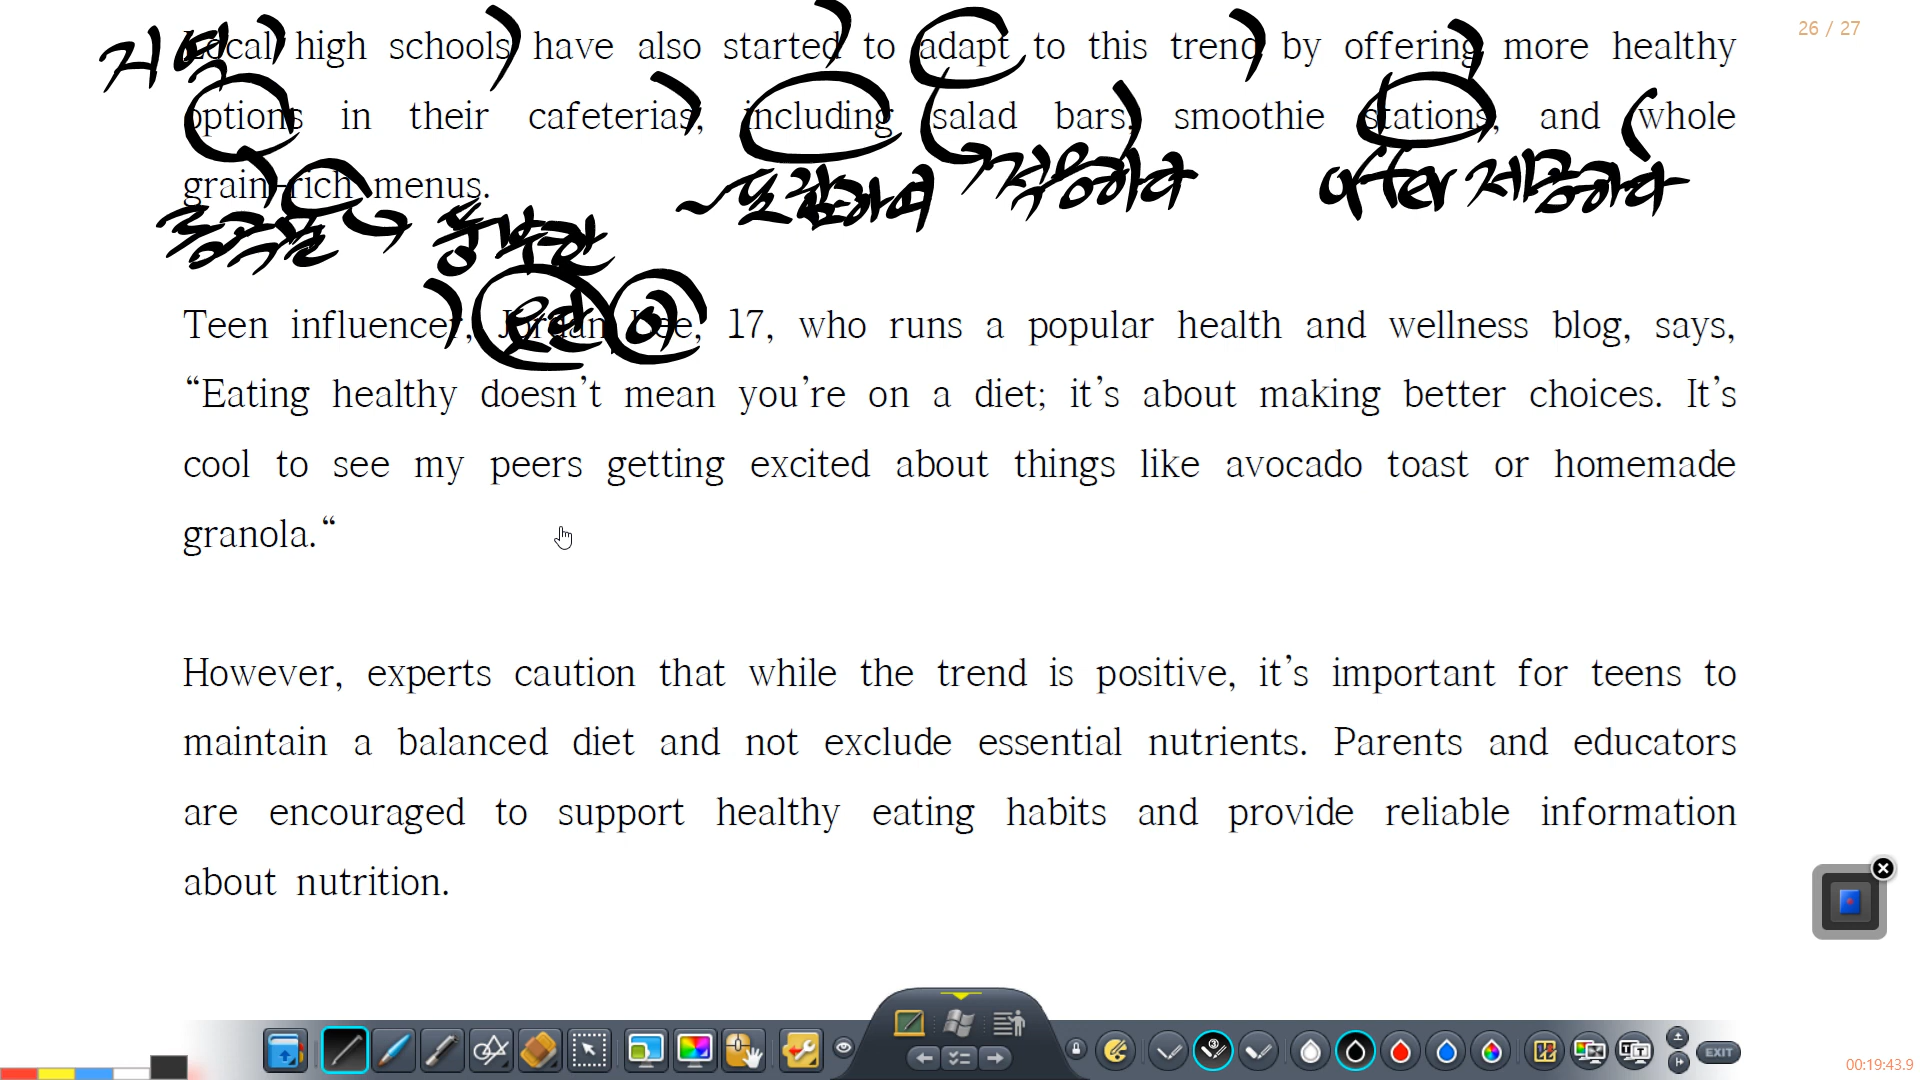 26 / 27
지역
Local high schools have also started to adapt to this trend by offering more healthy
options in their cafeterias, including salad bars, smoothie stations, and whole
grain-rich menus.
~포함하여
적응하다
offer 제공하다
통곡물
풍부한
Teen influencer, Jordan Lee, 17, who runs a popular health and wellness blog, says,
“Eating healthy doesn’t mean you’re on a diet; it’s about making better choices. It’s
cool to see my peers getting excited about things like avocado toast or homemade
granola.“
However, experts caution that while the trend is positive, it’s important for teens to
maintain a balanced diet and not exclude essential nutrients. Parents and educators
are encouraged to support healthy eating habits and provide reliable information
about nutrition.
EXIT
00:19:43.9